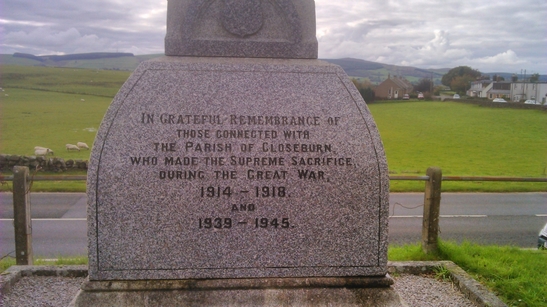 In Grateful Remembrance of
those connected with
the Parish of Closeburn,
who made the Supreme Sacrifice
during the Great War,
1914 - 1918.
and
1939 - 1945.